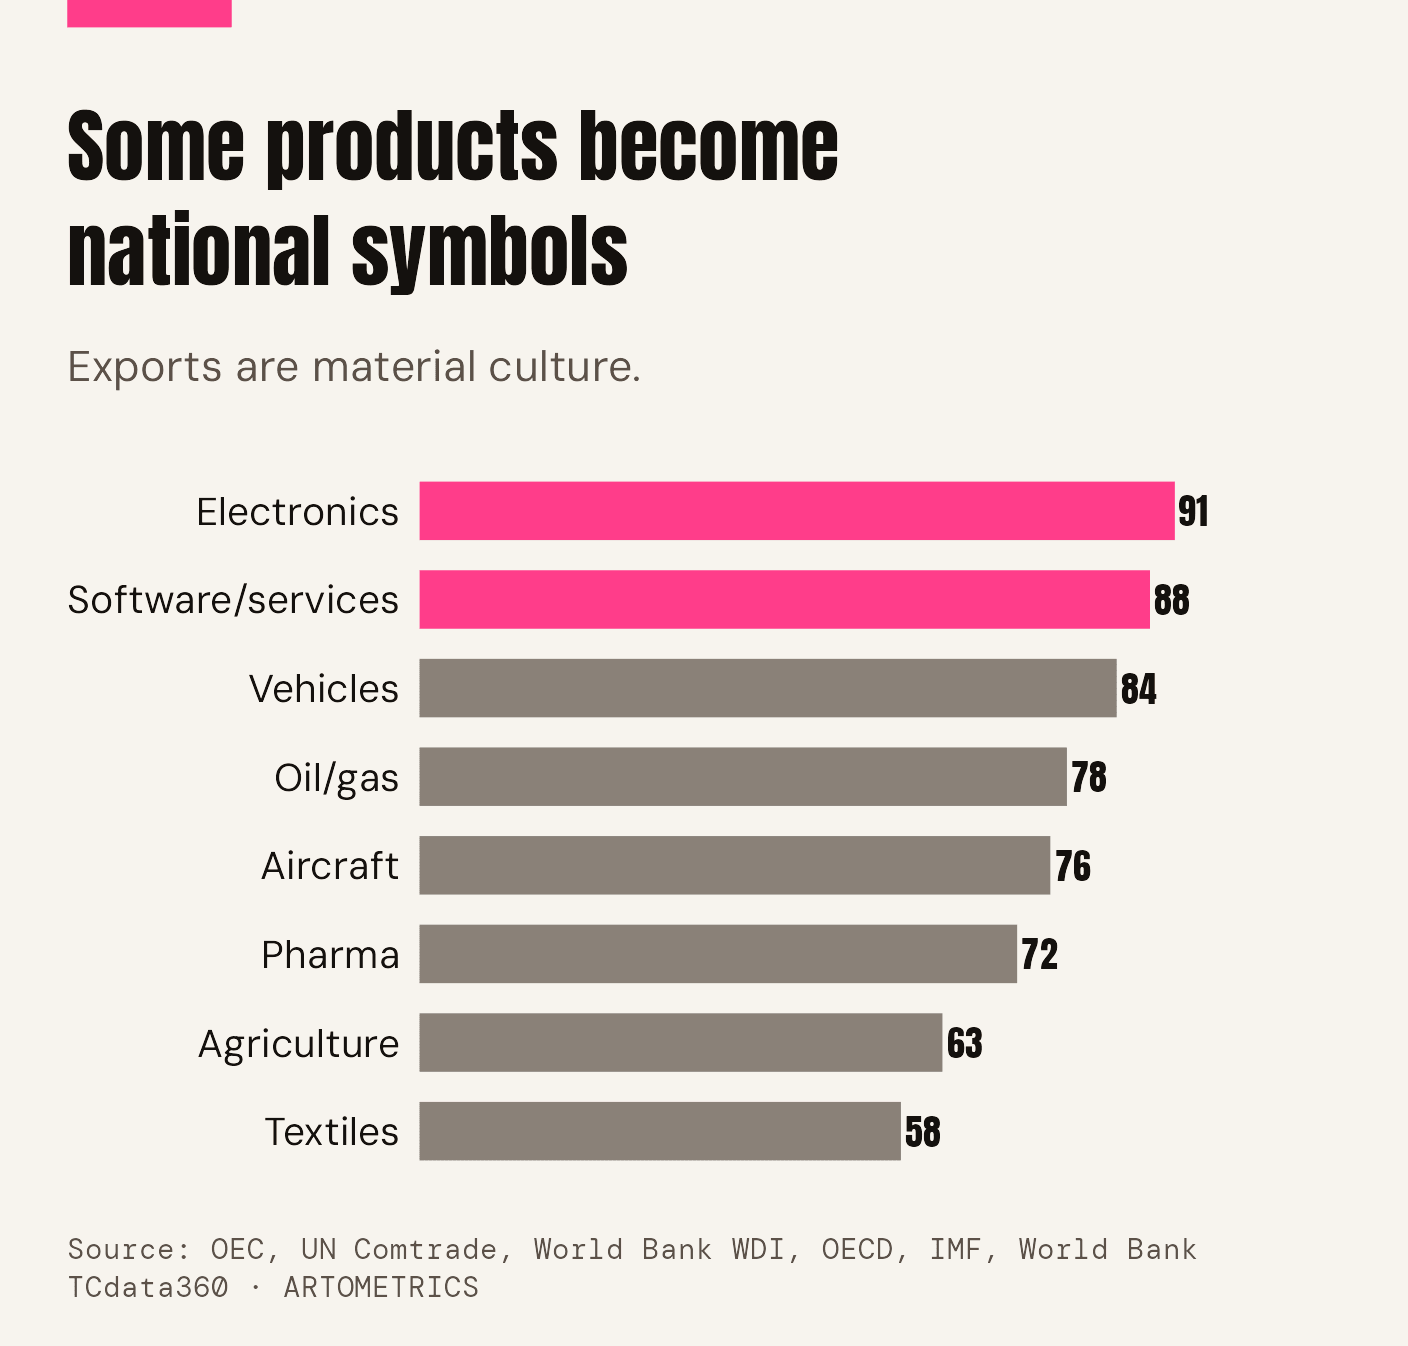 Some products become
national symbols
Exports are material culture.
Electronics 91
Software/services 88
Vehicles 84
Oil/gas 78
Aircraft 76
Pharma 72
Agriculture 63
Textiles 58
Source: OEC, UN Comtrade, World Bank WDI, OECD, IMF, World Bank
TCdata360 · ARTOMETRICS